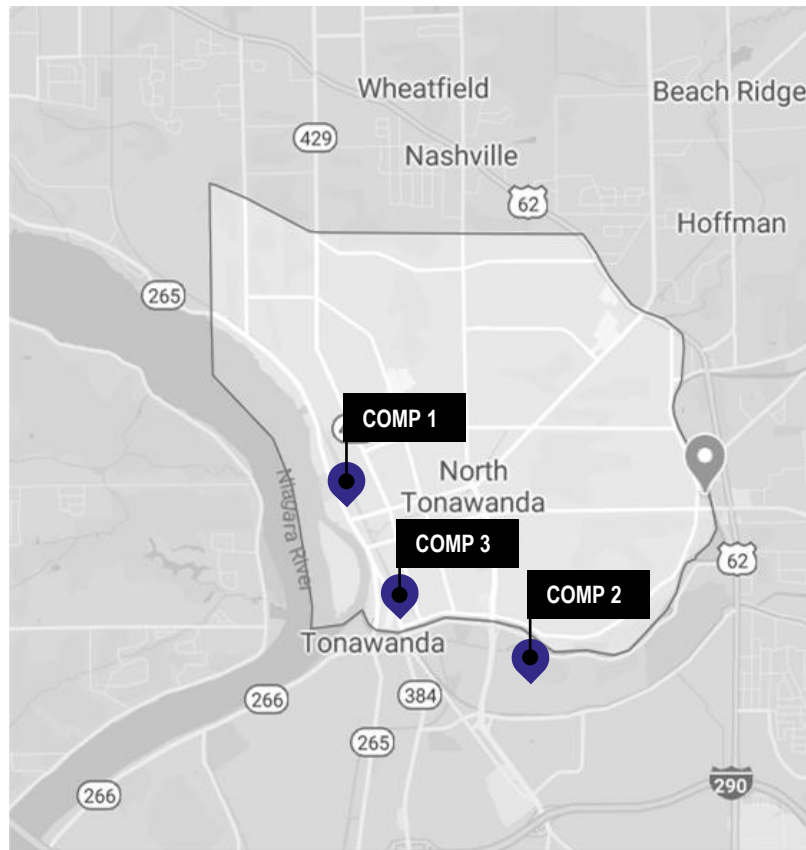 Wheatfield
Beach Ridge
429
Nashville
62
Hoffman
265
COMP 1
North
Tonawanda
Niagara River
COMP 3
62
COMP 2
Tonawanda
266
384
265
266
290